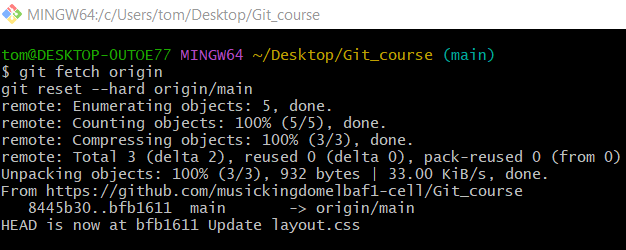 MINGW64:/c/Users/tom/Desktop/Git_course
tom@DESKTOP-OUTOE77 MINGW64 ~/Desktop/Git_course (main)
$ git fetch origin
git reset --hard origin/main
remote: Enumerating objects: 5, done.
remote: Counting objects: 100% (5/5), done.
remote: Compressing objects: 100% (3/3), done.
remote: Total 3 (delta 2), reused 0 (delta 0), pack-reused 0 (from 0)
Unpacking objects: 100% (3/3), 932 bytes | 33.00 KiB/s, done.
From https://github.com/musickingdomelbaf1-cell/Git_course
   8445b30..bfb1611  main       -> origin/main
HEAD is now at bfb1611 Update layout.css